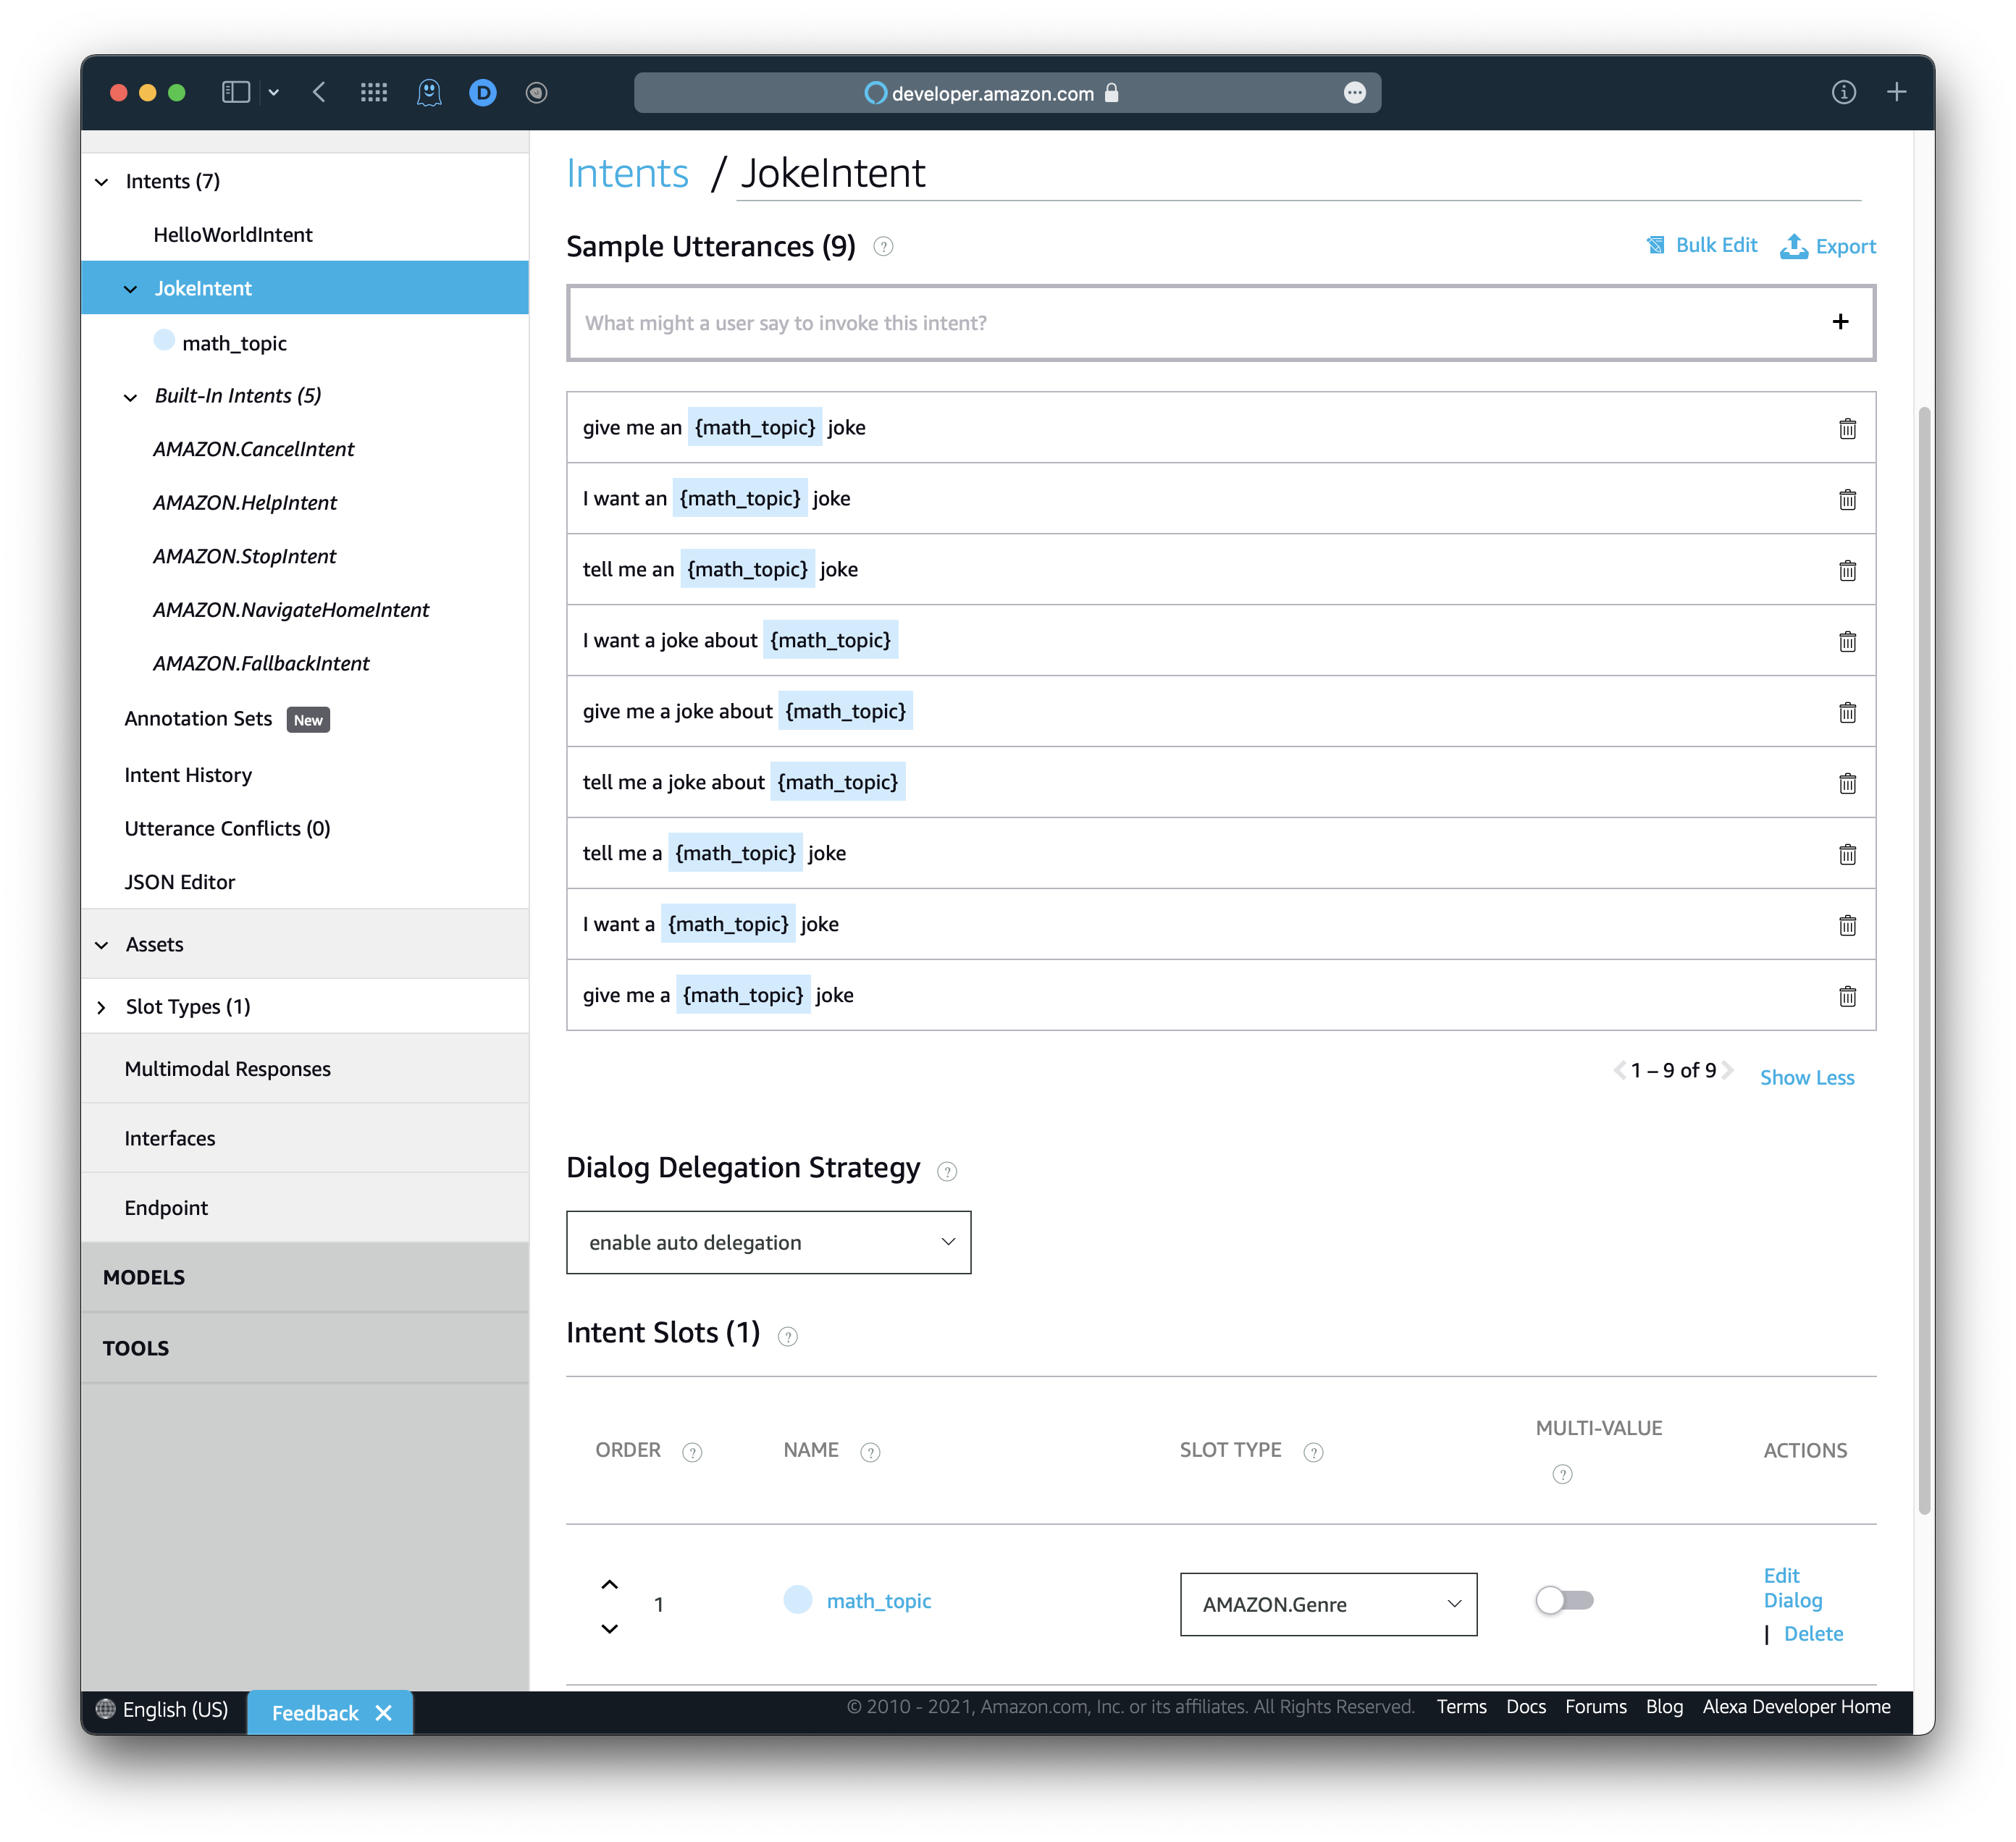 developer.amazon.com
Intents (7)
HelloWorldIntent
JokeIntent
math_topic
Built-In Intents (5)
AMAZON.CancelIntent
AMAZON.HelpIntent
AMAZON.StopIntent
AMAZON.NavigateHomeIntent
AMAZON.FallbackIntent
Annotation Sets New
Intent History
Utterance Conflicts (0)
JSON Editor
Assets
Slot Types (1)
Multimodal Responses
Interfaces
Endpoint
MODELS
TOOLS
Intents / JokeIntent
Sample Utterances (9) ?
Bulk Edit Export
What might a user say to invoke this intent? +
give me an {math_topic} joke
I want an {math_topic} joke
tell me an {math_topic} joke
I want a joke about {math_topic}
give me a joke about {math_topic}
tell me a joke about {math_topic}
tell me a {math_topic} joke
I want a {math_topic} joke
give me a {math_topic} joke
1 – 9 of 9 Show Less
Dialog Delegation Strategy ?
enable auto delegation
Intent Slots (1) ?
ORDER ? NAME ? SLOT TYPE ? MULTI-VALUE ? ACTIONS
1 math_topic AMAZON.Genre
Edit
Dialog
| Delete
English (US) Feedback
© 2010 - 2021, Amazon.com, Inc. or its affiliates. All Rights Reserved. Terms Docs Forums Blog Alexa Developer Home